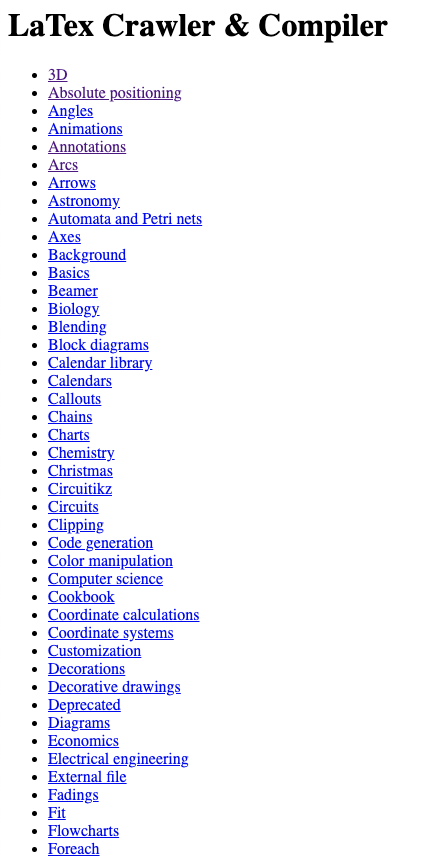 LaTex Crawler & Compiler
3D
Absolute positioning
Angles
Animations
Annotations
Arcs
Arrows
Astronomy
Automata and Petri nets
Axes
Background
Basics
Beamer
Biology
Blending
Block diagrams
Calendar library
Calendars
Callouts
Chains
Charts
Chemistry
Christmas
Circuitikz
Circuits
Clipping
Code generation
Color manipulation
Computer science
Cookbook
Coordinate calculations
Coordinate systems
Customization
Decorations
Decorative drawings
Deprecated
Diagrams
Economics
Electrical engineering
External file
Fadings
Fit
Flowcharts
Foreach